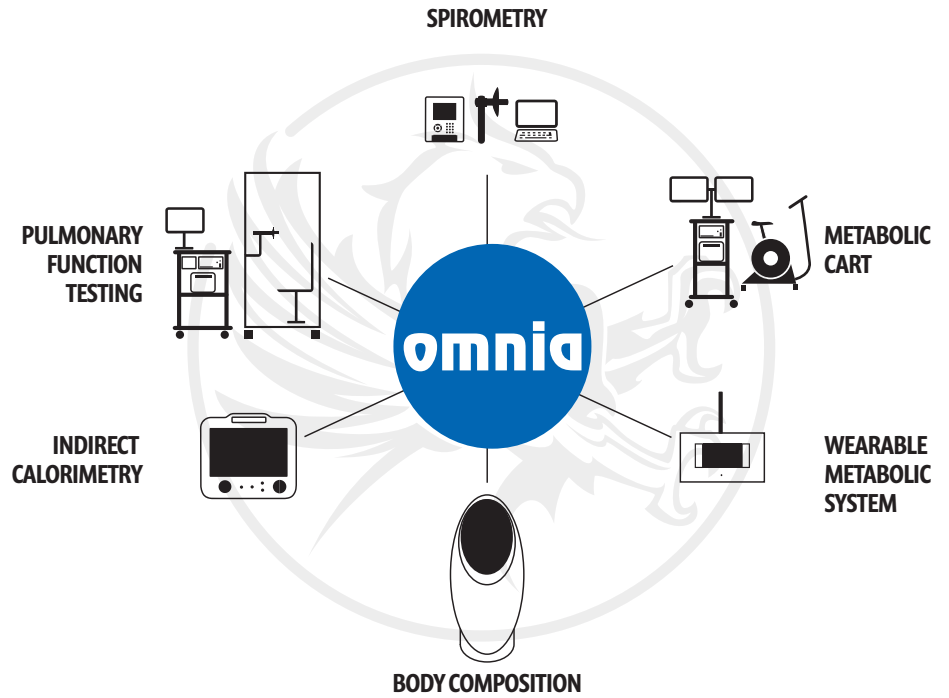 SPIROMETRY
PULMONARY
FUNCTION
TESTING
METABOLIC
CART
omnia
INDIRECT
CALORIMETRY
WEARABLE
METABOLIC
SYSTEM
BODY COMPOSITION